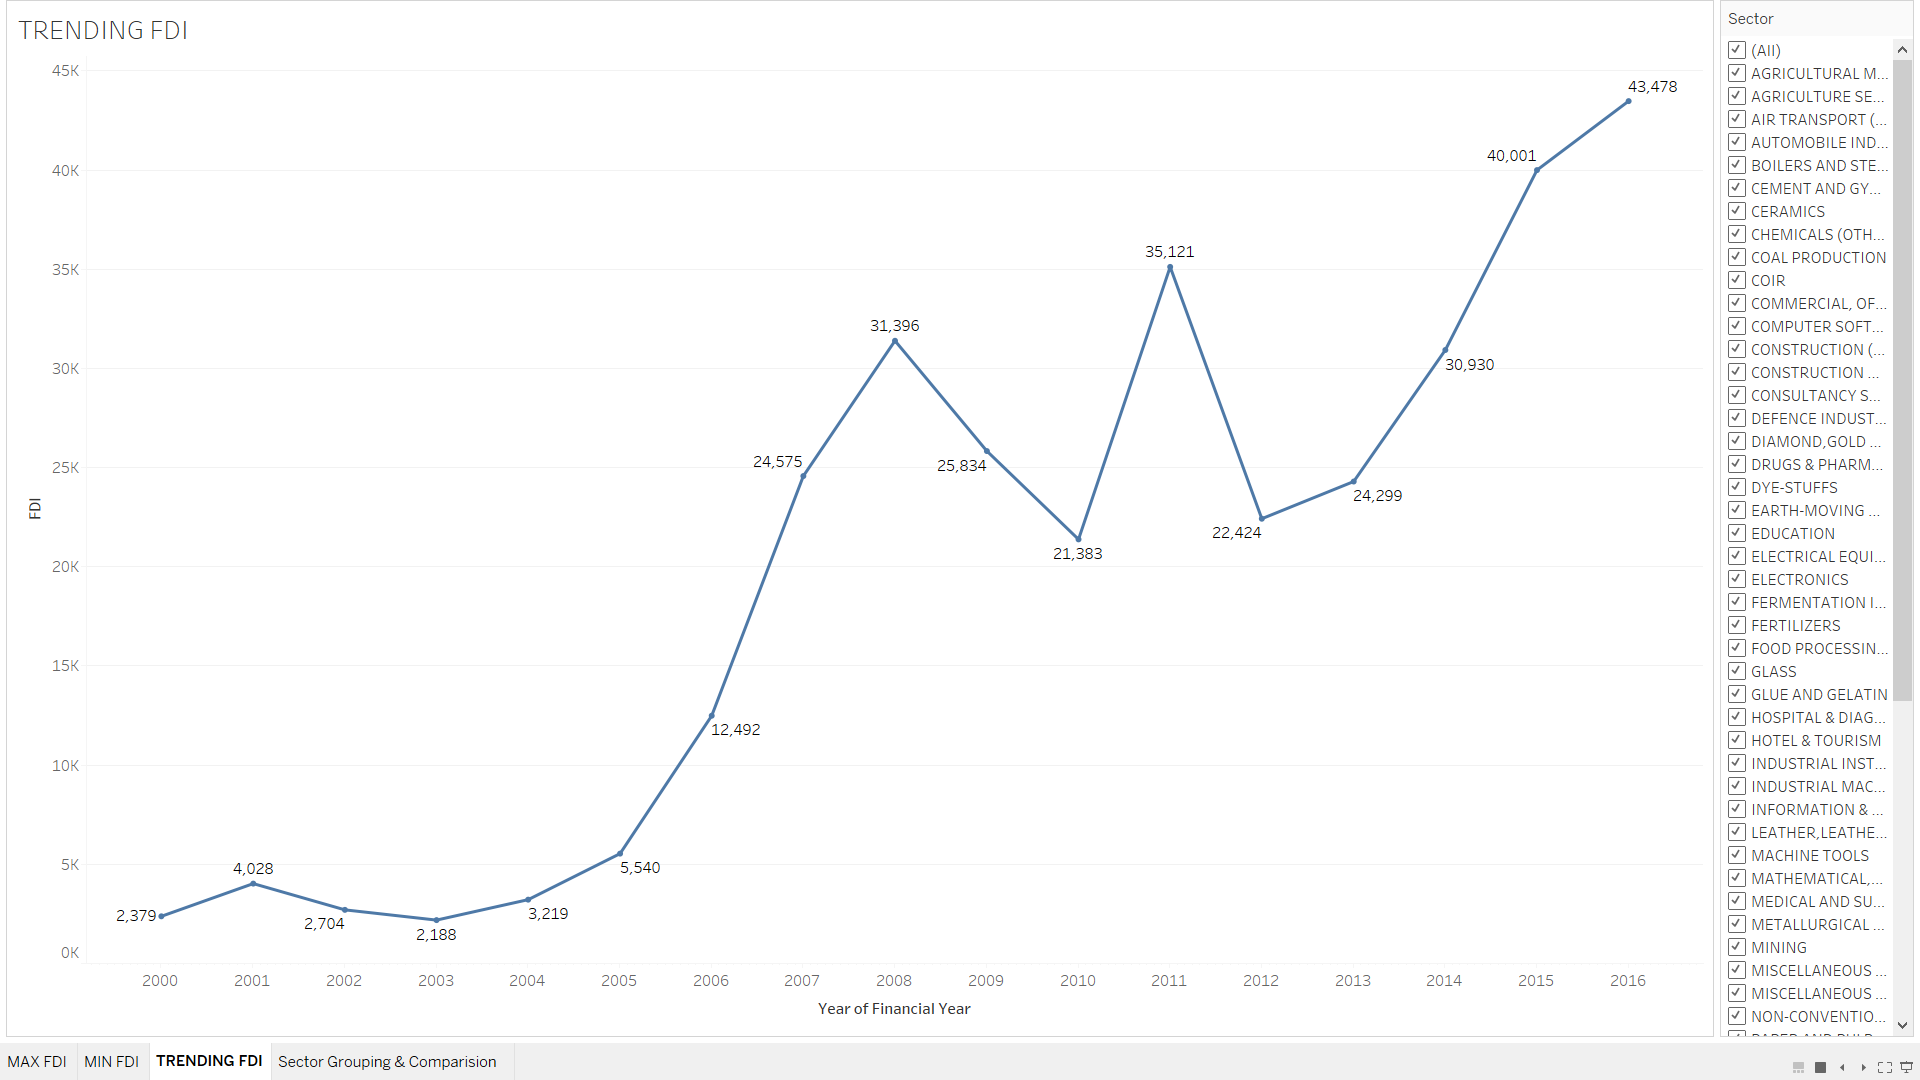 TRENDING FDI
45K
40K
35K
30K
25K
20K
15K
10K
5K
0K
FDI
2,379
4,028
2,704
2,188
3,219
5,540
12,492
24,575
31,396
25,834
21,383
35,121
22,424
24,299
30,930
40,001
43,478
2000 2001 2002 2003 2004 2005 2006 2007 2008 2009 2010 2011 2012 2013 2014 2015 2016
Year of Financial Year
Sector
(All)
AGRICULTURAL M...
AGRICULTURE SE...
AIR TRANSPORT (...
AUTOMOBILE IND...
BOILERS AND STE...
CEMENT AND GY...
CERAMICS
CHEMICALS (OTH...
COAL PRODUCTION
COIR
COMMERCIAL, OF...
COMPUTER SOFT...
CONSTRUCTION (...
CONSTRUCTION ...
CONSULTANCY S...
DEFENCE INDUST...
DIAMOND,GOLD ...
DRUGS & PHARM...
DYE-STUFFS
EARTH-MOVING ...
EDUCATION
ELECTRICAL EQUI...
ELECTRONICS
FERMENTATION I...
FERTILIZERS
FOOD PROCESSIN...
GLASS
GLUE AND GELATIN
HOSPITAL & DIAG...
HOTEL & TOURISM
INDUSTRIAL INST...
INDUSTRIAL MAC...
INFORMATION & ...
LEATHER,LEATHE...
MACHINE TOOLS
MATHEMATICAL,...
MEDICAL AND SU...
METALLURGICAL ...
MINING
MISCELLANEOUS ...
MISCELLANEOUS ...
NON-CONVENTIO...
MAX FDI MIN FDI TRENDING FDI Sector Grouping & Comparision